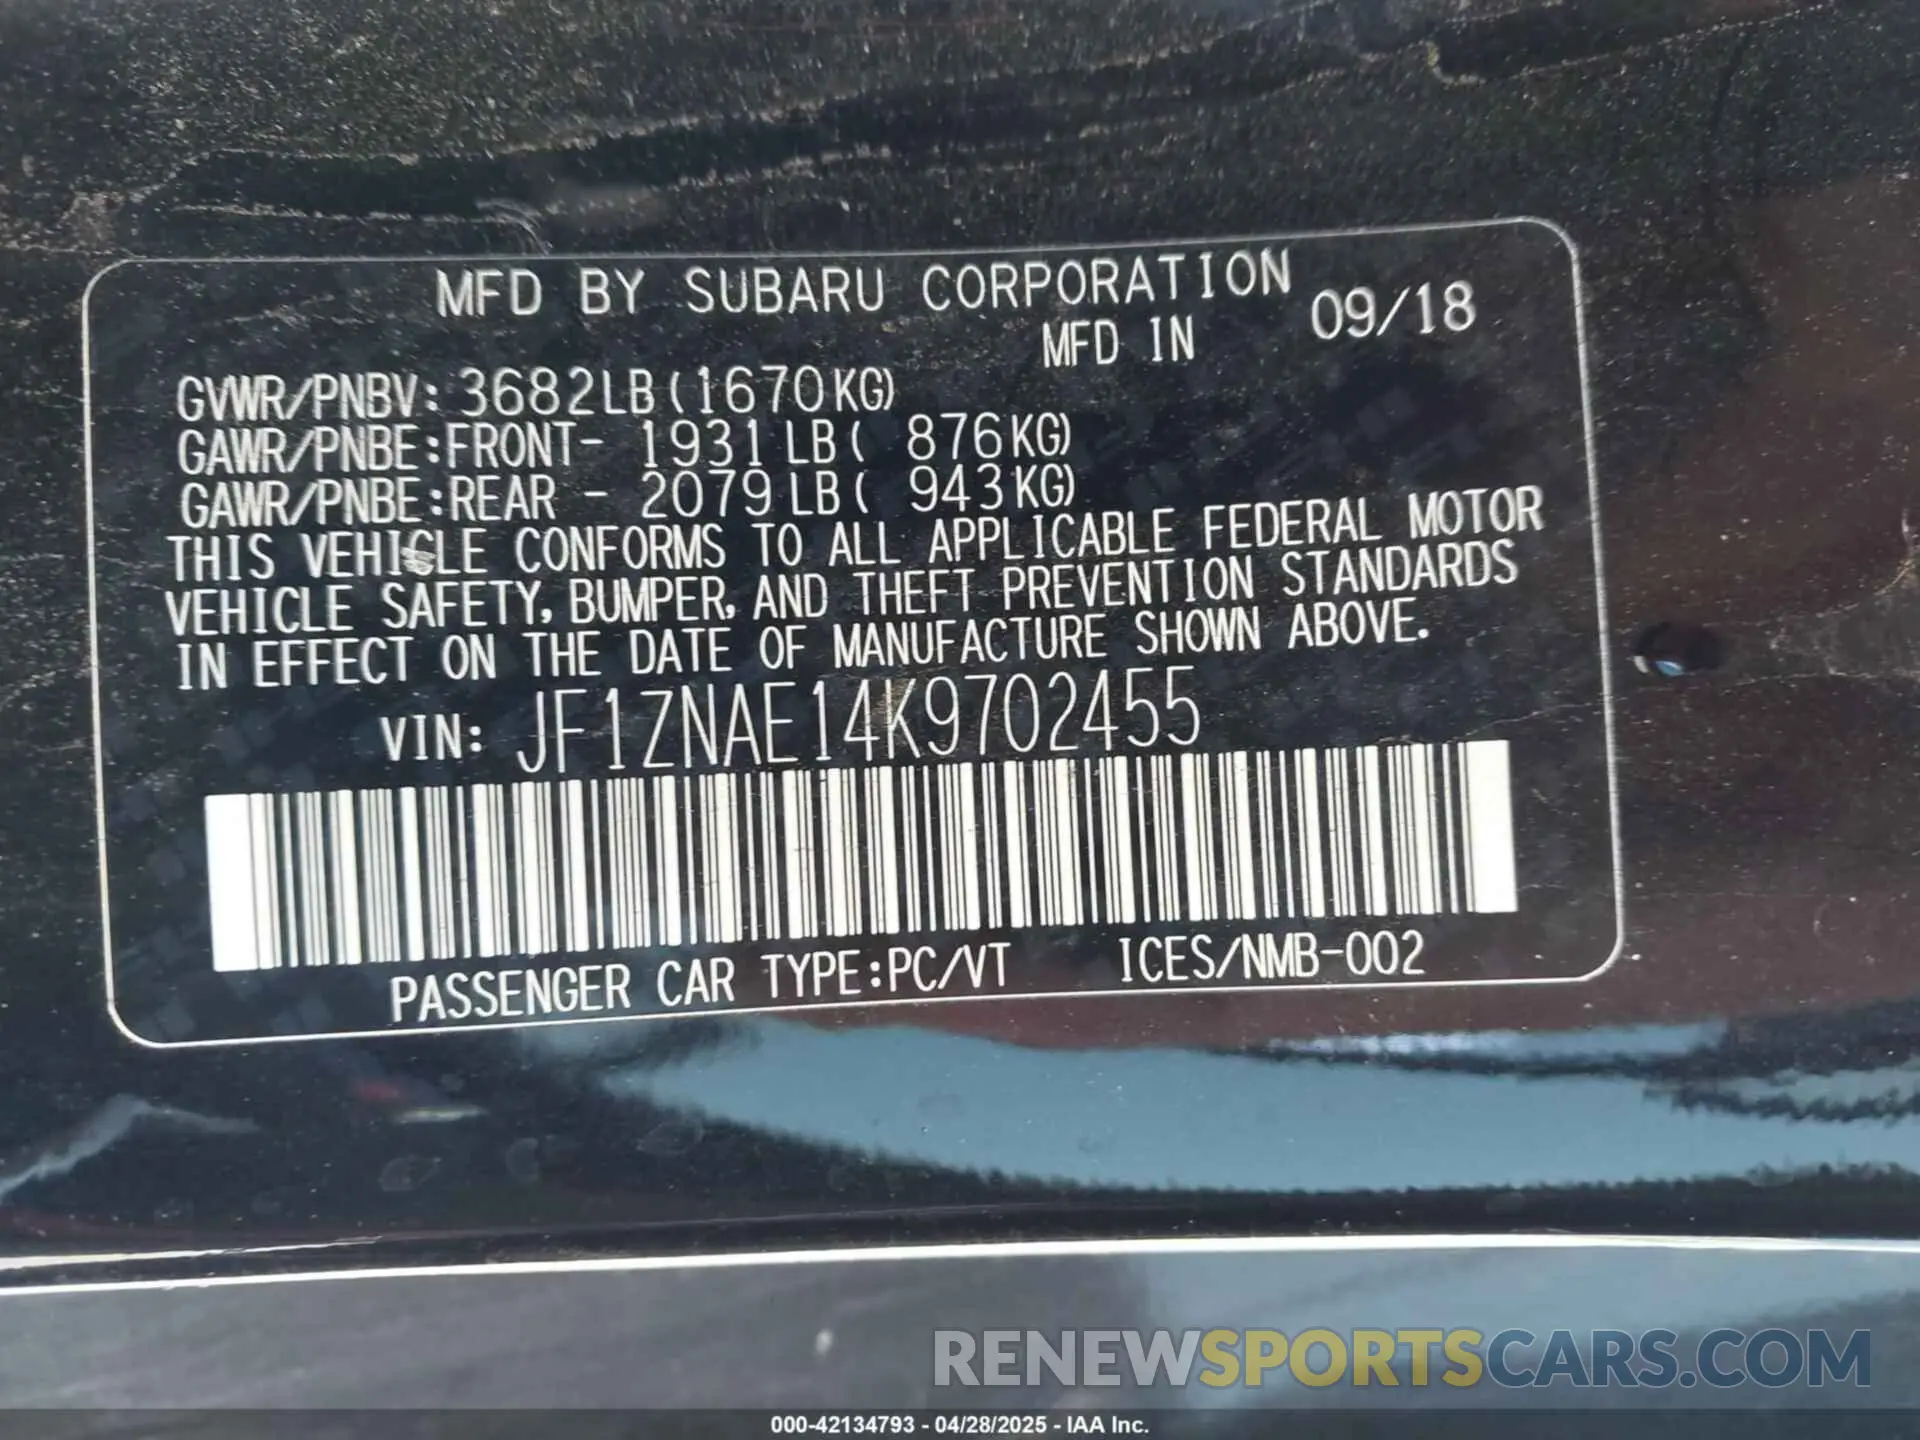 MFD BY SUBARU CORPORATION
MFD IN 09/18
GVWR/PNBV: 3682LB (1670KG)
GAWR/PNBE:FRONT- 1931LB( 876KG)
GAWR/PNBE:REAR - 2079LB( 943KG)
THIS VEHICLE CONFORMS TO ALL APPLICABLE FEDERAL MOTOR
VEHICLE SAFETY, BUMPER, AND THEFT PREVENTION STANDARDS
IN EFFECT ON THE DATE OF MANUFACTURE SHOWN ABOVE.
VIN: JF1ZNAE14K9702455
PASSENGER CAR TYPE:PC/VT ICES/NMB-002
RENEWSPORTSCARS.COM
000-42134793 - 04/28/2025 - IAA Inc.